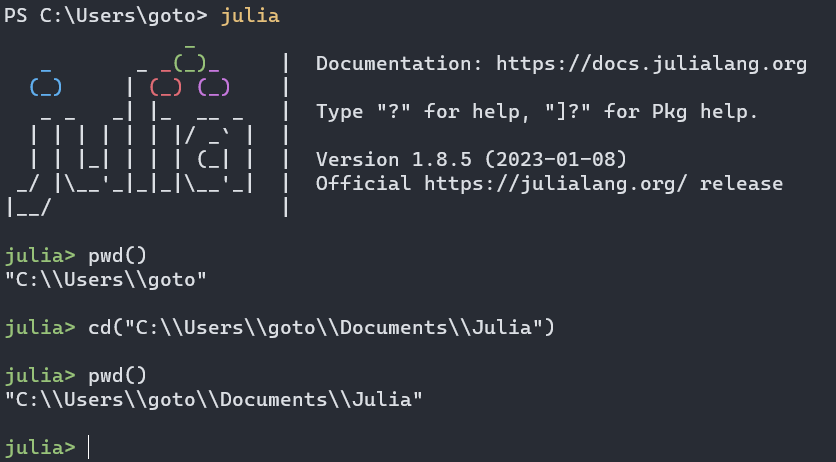 PS C:\Users\goto> julia
               _
   _       _ _(_)_     |  Documentation: https://docs.julialang.org
  (_)     | (_) (_)    |
   _ _   _| |_  __ _   |  Type "?" for help, "]?" for Pkg help.
  | | | | | | |/ _` |  |
  | | |_| | | | (_| |  |  Version 1.8.5 (2023-01-08)
 _/ |\__'_|_|_|\__'_|  |  Official https://julialang.org/ release
|__/                   |
julia> pwd()
"C:\\Users\\goto"
julia> cd("C:\\Users\\goto\\Documents\\Julia")
julia> pwd()
"C:\\Users\\goto\\Documents\\Julia"
julia>